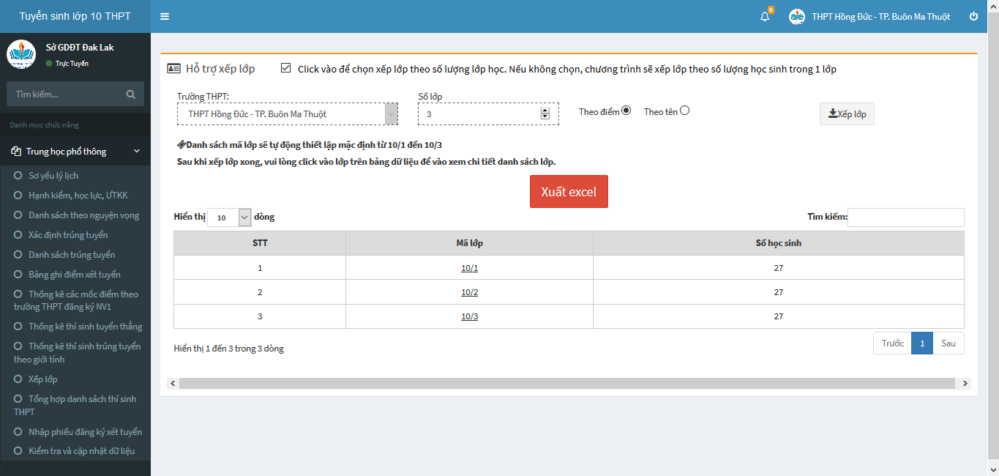 Tuyển sinh lớp 10 THPT
0
THPT Hồng Đức - TP. Buôn Ma Thuột
Sở GDĐT Đak Lak
Trực Tuyến
Tìm kiếm...
Danh mục chức năng
Trung học phổ thông
Sơ yếu lý lịch
Hạnh kiểm, học lực, ƯTKK
Danh sách theo nguyện vọng
Xác định trúng tuyển
Danh sách trúng tuyển
Bảng ghi điểm xét tuyển
Thống kê các mốc điểm theo
trường THPT đăng ký NV1
Thống kê thí sinh tuyển thẳng
Thống kê thí sinh trúng tuyển
theo giới tính
Xếp lớp
Tổng hợp danh sách thí sinh
THPT
Nhập phiếu đăng ký xét tuyển
Kiểm tra và cập nhật dữ liệu
Hỗ trợ xếp lớp
Click vào để chọn xếp lớp theo số lượng lớp học. Nếu không chọn, chương trình sẽ xếp lớp theo số lượng học sinh trong 1 lớp
Trường THPT: Số lớp
THPT Hồng Đức - TP. Buôn Ma Thuột 3 Theo điểm Theo tên Xếp lớp
Danh sách mã lớp sẽ tự động thiết lập mặc định từ 10/1 đến 10/3
Sau khi xếp lớp xong, vui lòng click vào lớp trên bảng dữ liệu để vào xem chi tiết danh sách lớp.
Xuất excel
Hiển thị 10 dòng Tìm kiếm:
STT Mã lớp Số học sinh
1 10/1 27
2 10/2 27
3 10/3 27
Hiển thị 1 đến 3 trong 3 dòng
Trước 1 Sau